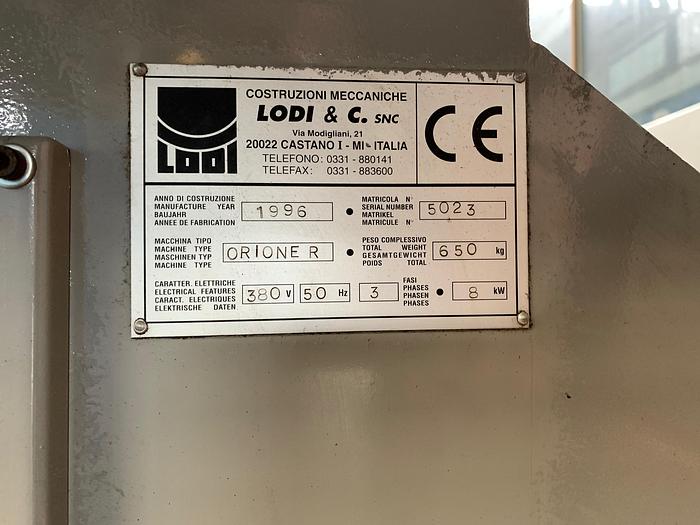 LODI
COSTRUZIONI MECCANICHE
LODI & C. SNC
Via Modigliani, 21
20022 CASTANO I - MI - ITALIA
TELEFONO: 0331 - 880141
TELEFAX: 0331 - 883600
CE
ANNO DI COSTRUZIONE
MANUFACTURE YEAR
BAUJAHR
ANNEE DE FABRICATION
1996
MATRICOLA N°
SERIAL NUMBER
MATRIKEL
MATRICULE N°
5023
MACCHINA TIPO
MACHINE TYPE
MASCHINEN TYP
MACHINE TYPE
ORIONE R
PESO COMPLESSIVO
TOTAL WEIGHT
GESAMTGEWICHT
POIDS TOTAL
650 kg
CARATTER. ELETTRICHE
ELECTRICAL FEATURES
CARACT. ELECTRIQUES
ELEKTRISCHE DATEN
380 V
50 Hz
3
FASI
PHASES
PHASEN
PHASES
8 kW